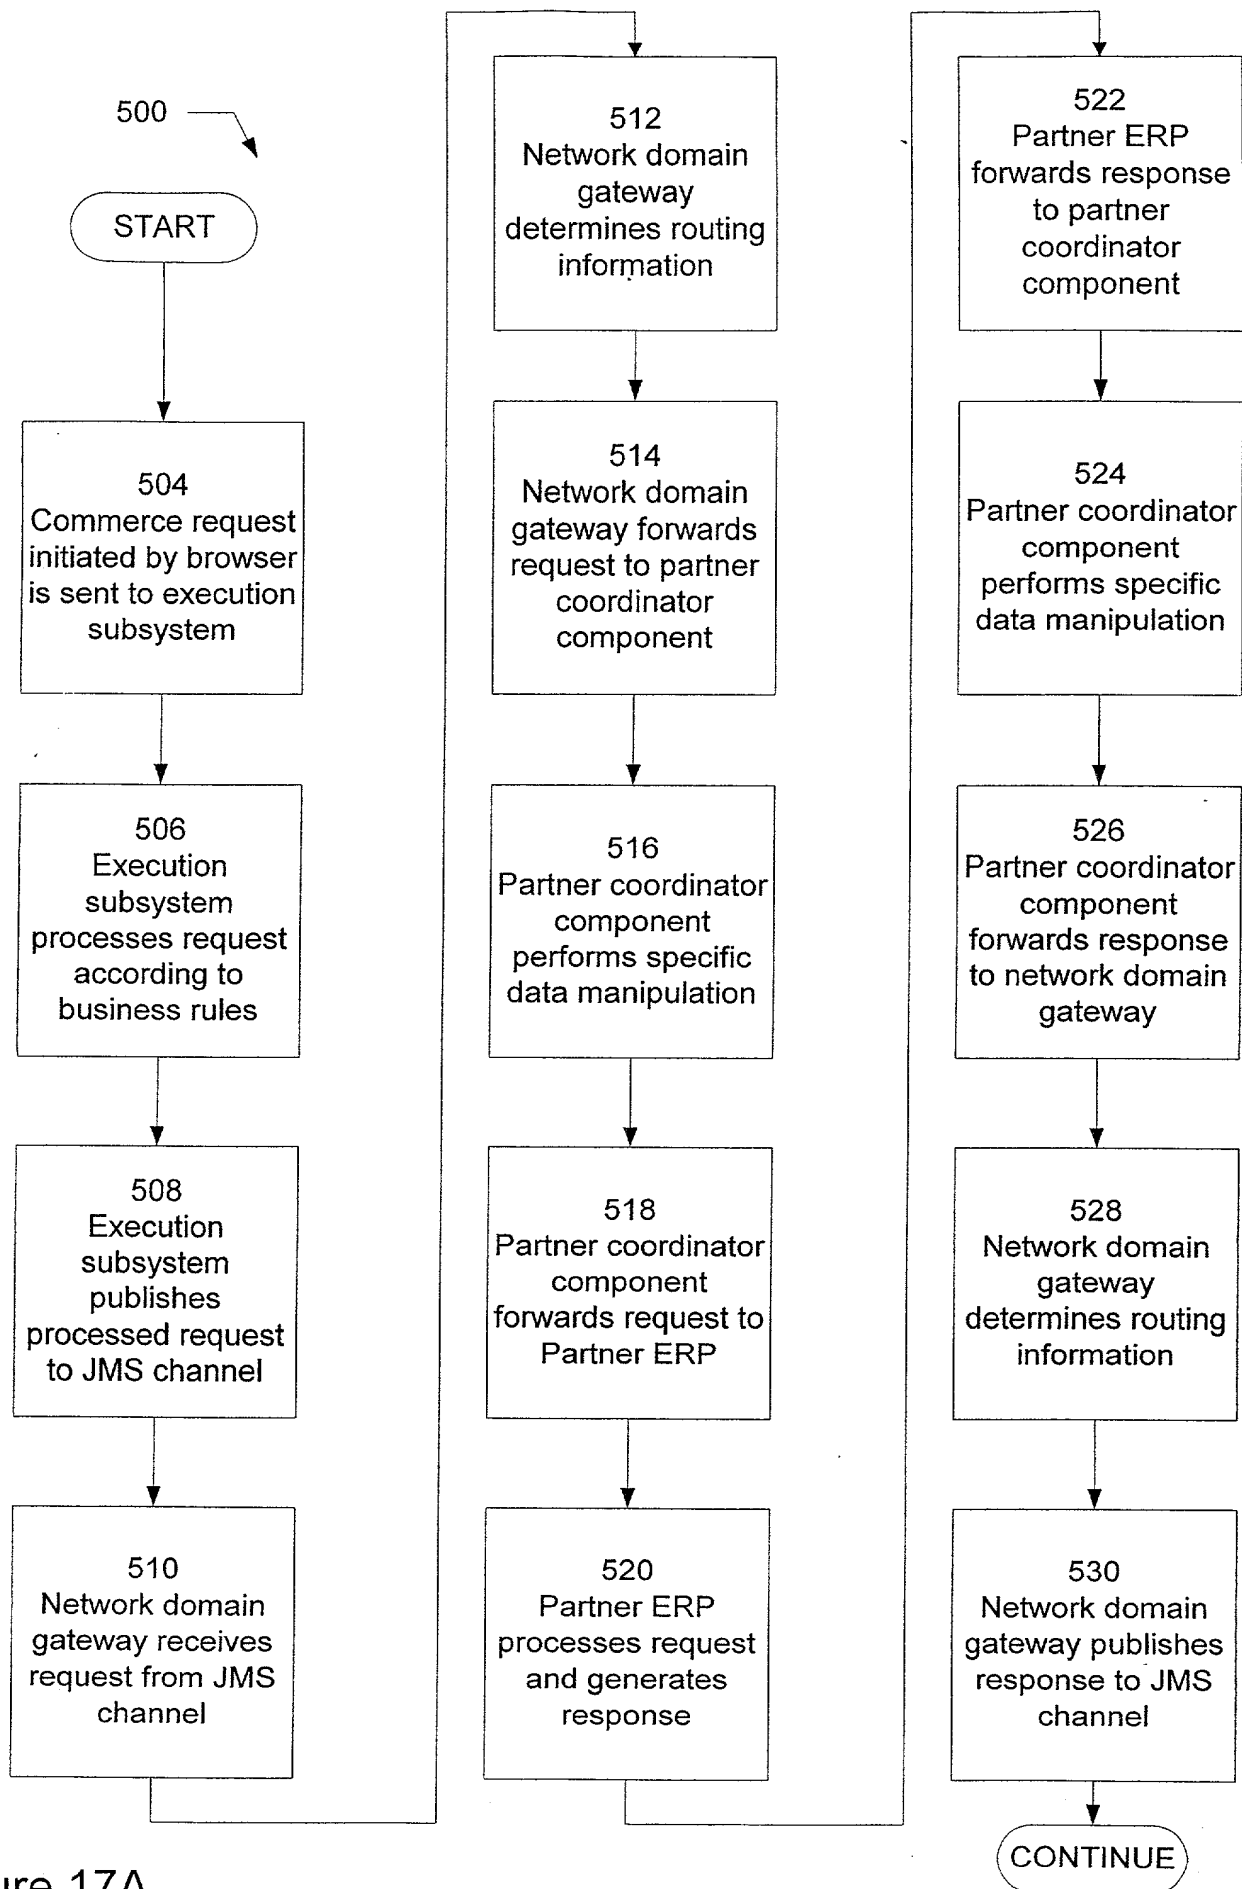 500
START
504
Commerce request
initiated by browser
is sent to execution
subsystem
506
Execution
subsystem
processes request
according to
business rules
508
Execution
subsystem
publishes
processed request
to JMS channel
510
Network domain
gateway receives
request from JMS
channel
512
Network domain
gateway
determines routing
information
514
Network domain
gateway forwards
request to partner
coordinator
component
516
Partner coordinator
component
performs specific
data manipulation
518
Partner coordinator
component
forwards request to
Partner ERP
520
Partner ERP
processes request
and generates
response
522
Partner ERP
forwards response
to partner
coordinator
component
524
Partner coordinator
component
performs specific
data manipulation
526
Partner coordinator
component
forwards response
to network domain
gateway
528
Network domain
gateway
determines routing
information
530
Network domain
gateway publishes
response to JMS
channel
CONTINUE
17A